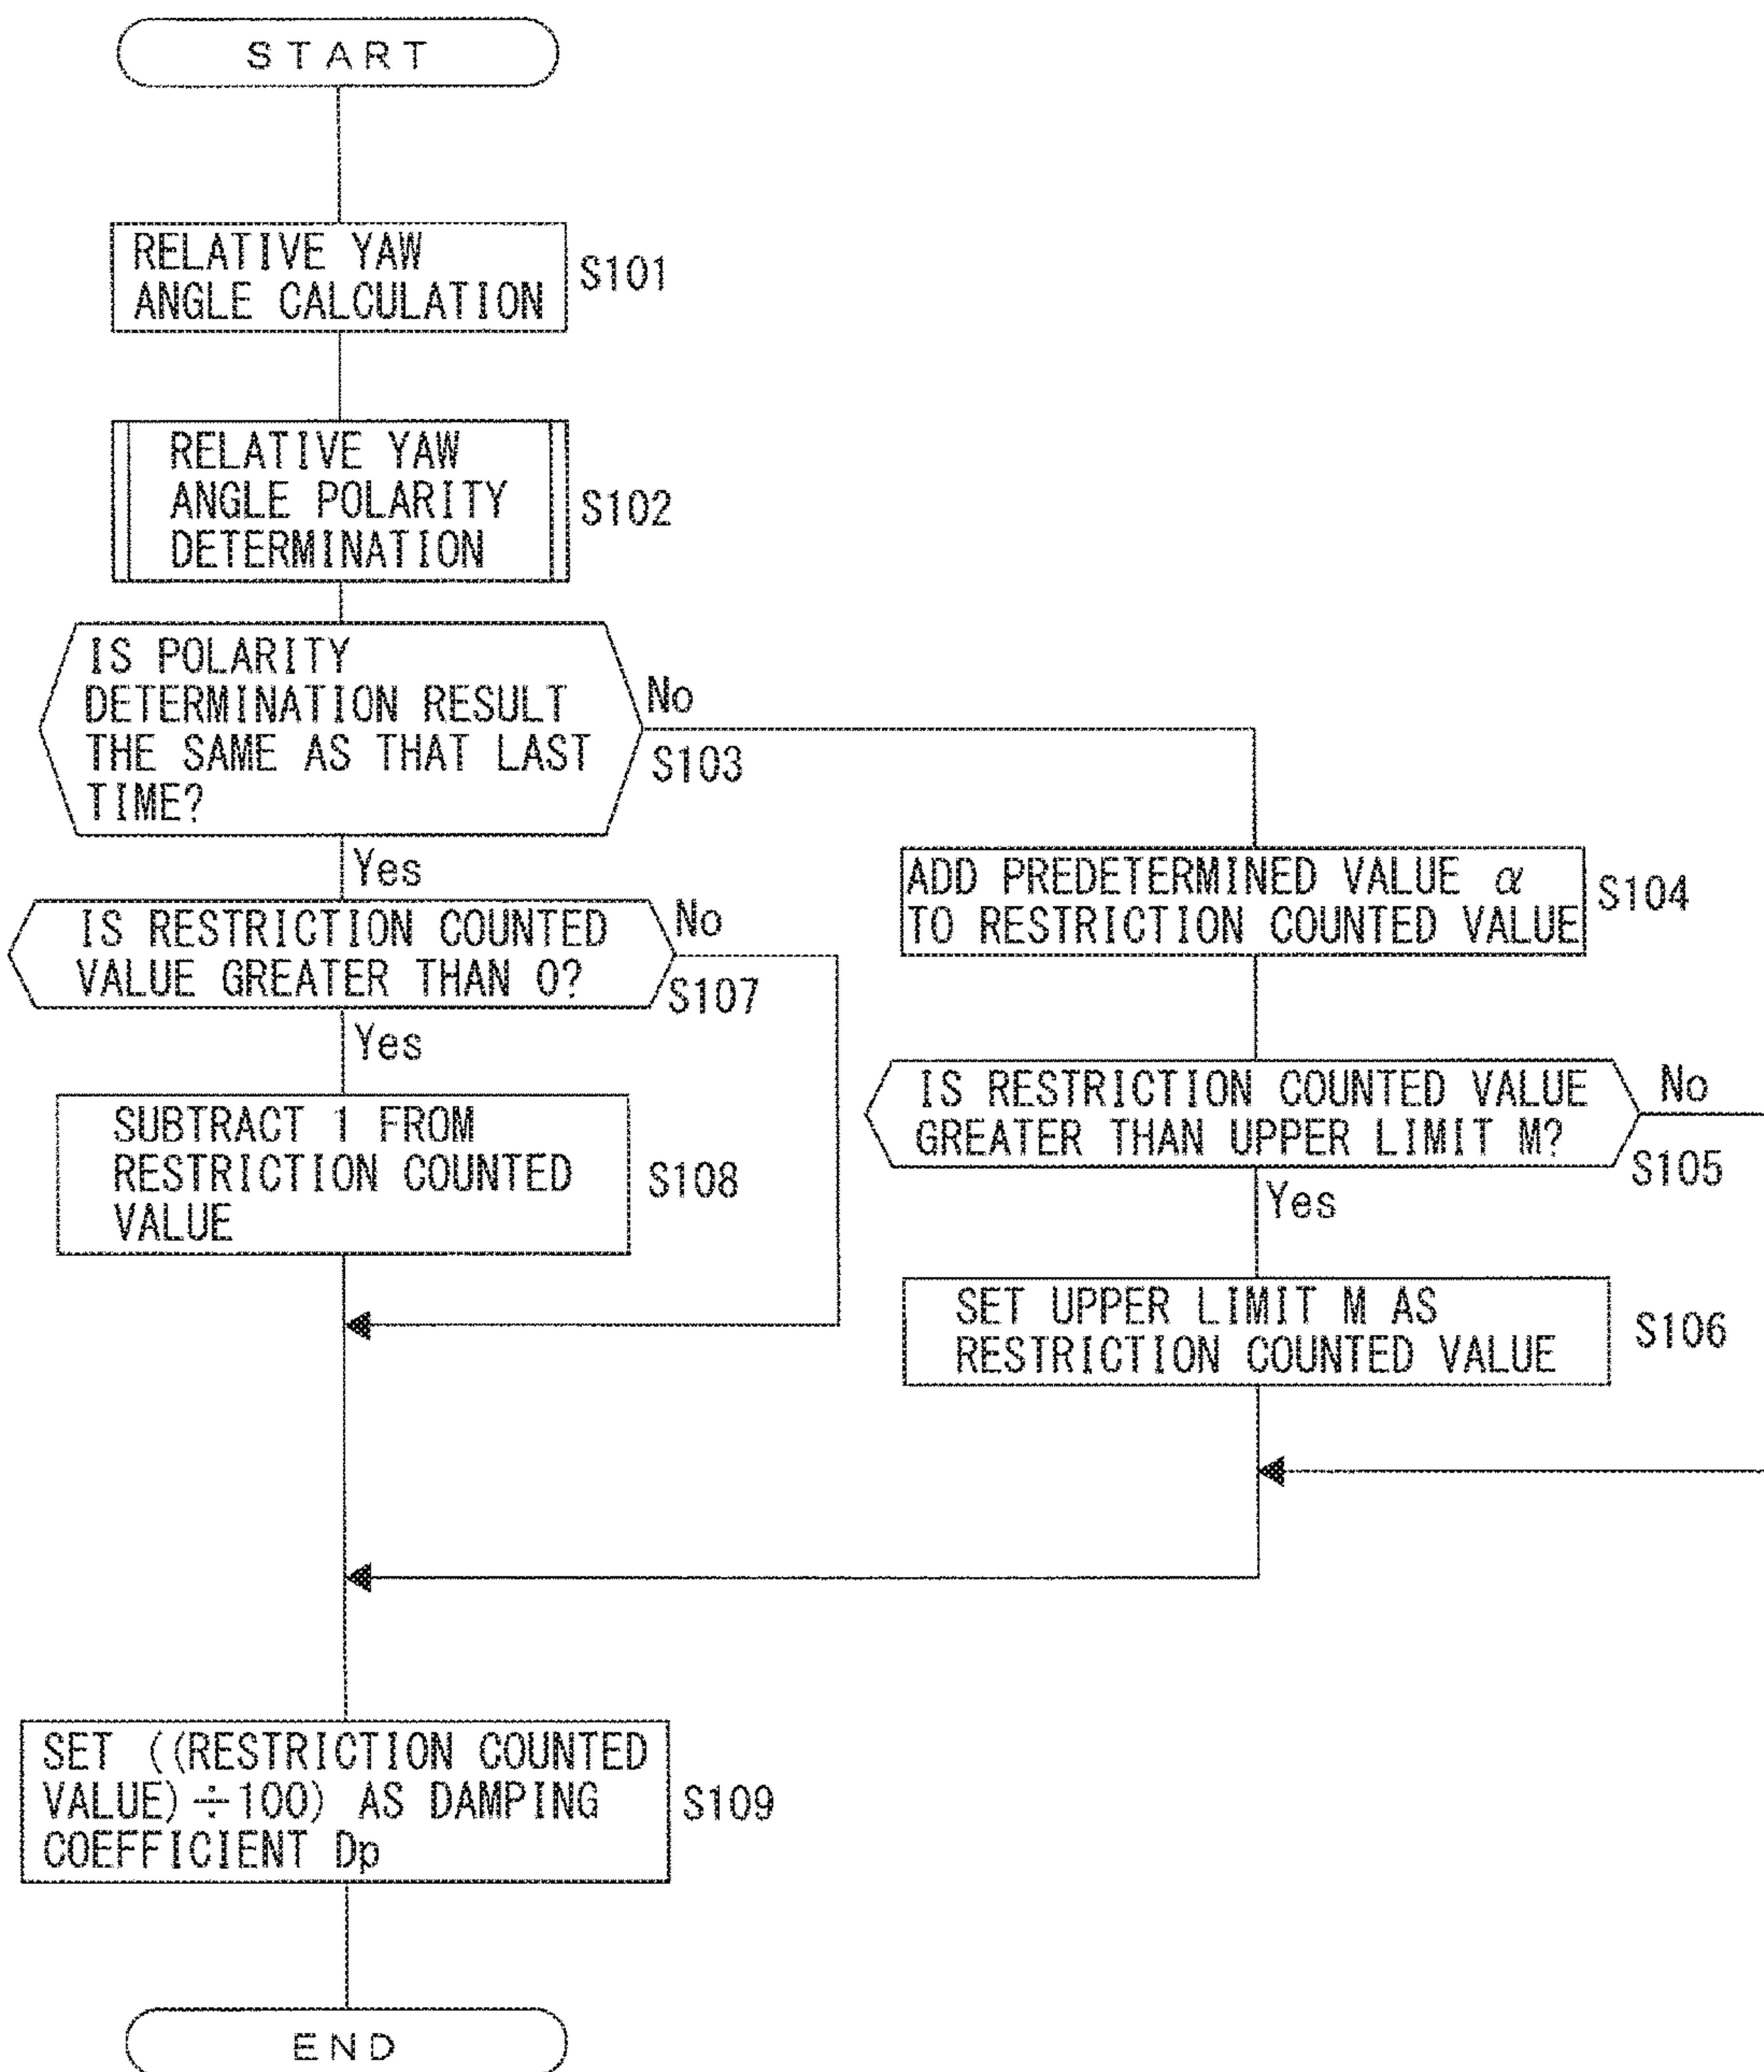 START
RELATIVE YAW
ANGLE CALCULATION
S101
RELATIVE YAW
ANGLE POLARITY
DETERMINATION
S102
IS POLARITY
DETERMINATION RESULT
THE SAME AS THAT LAST
TIME?
No
S103
Yes
ADD PREDETERMINED VALUE α
TO RESTRICTION COUNTED VALUE
S104
IS RESTRICTION COUNTED
VALUE GREATER THAN 0?
No
S107
Yes
IS RESTRICTION COUNTED VALUE
GREATER THAN UPPER LIMIT M?
No
S105
Yes
SUBTRACT 1 FROM
RESTRICTION COUNTED
VALUE
S108
SET UPPER LIMIT M AS
RESTRICTION COUNTED VALUE
S106
SET ((RESTRICTION COUNTED
VALUE)÷100) AS DAMPING
COEFFICIENT Dp
S109
END